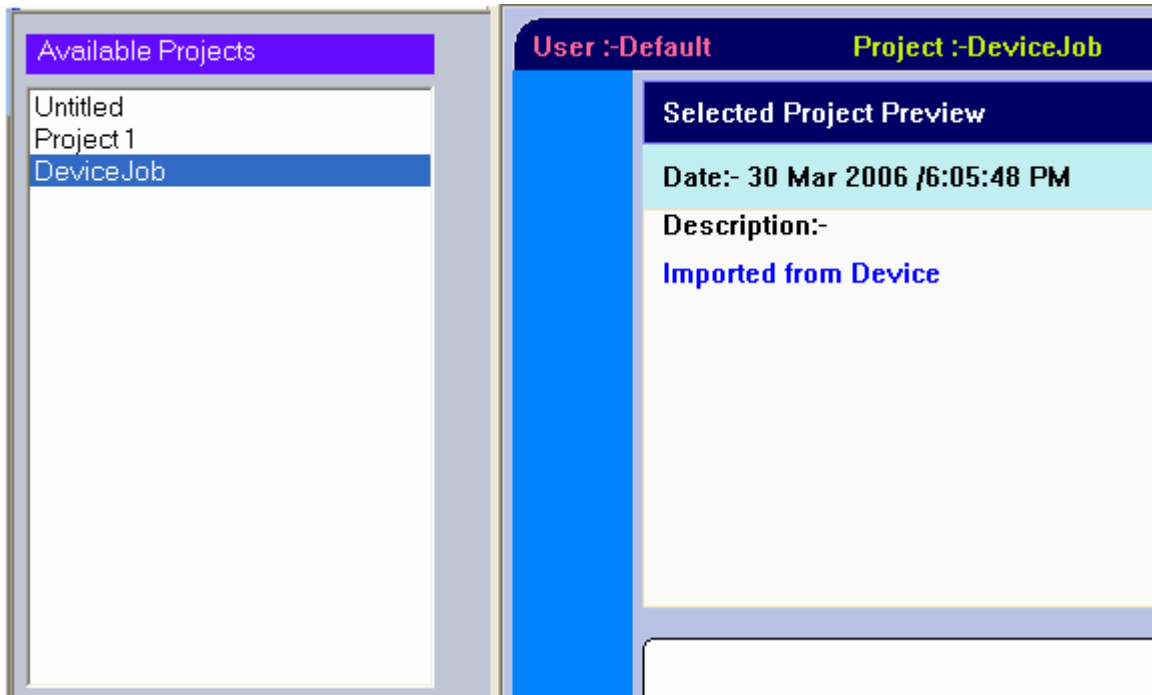 Available Projects
Untitled
Project 1
DeviceJob
User :-Default Project :-DeviceJob
Selected Project Preview
Date:- 30 Mar 2006 /6:05:48 PM
Description:-
Imported from Device